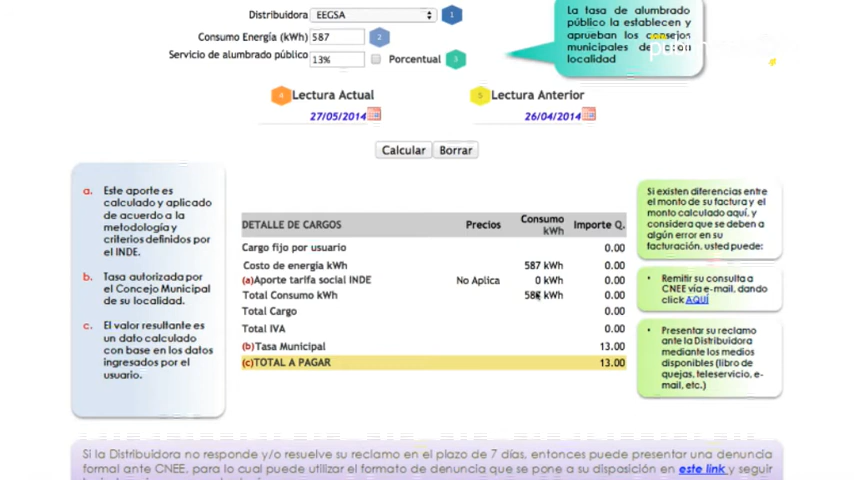 Distribuidora EEGSA 1
Consumo Energía (kWh) 587 2
Servicio de alumbrado público 13% Porcentual 3
La tasa de alumbrado
público la establecen y
aprueban los consejos
municipales de
localidad
4 Lectura Actual 5 Lectura Anterior
27/05/2014 26/04/2014
Calcular Borrar
a. Este aporte es
calculado y aplicado
de acuerdo a la
metodología y
criterios definidos por
el INDE.
b. Tasa autorizada por
el Concejo Municipal
de su localidad.
c. El valor resultante es
un dato calculado
con base en los datos
ingresados por el
usuario.
DETALLE DE CARGOS Precios Consumo kWh Importe Q.
Cargo fijo por usuario 0.00
Costo de energía kWh 587 kWh 0.00
(a)Aporte tarifa social INDE No Aplica 0 kWh 0.00
Total Consumo kWh kWh 0.00
Total Cargo 0.00
Total IVA 0.00
(b)Tasa Municipal 13.00
(c)TOTAL A PAGAR 13.00
Si existen diferencias entre
el monto de su factura y el
monto calculado aquí, y
considera que se deben a
algún error en su
facturación, usted puede:
• Remitir su consulta a
CNEE vía e-mail, dando
click AQUÍ
• Presentar su reclamo
ante la Distribuidora
mediante los medios
disponibles (libro de
quejas, teleservicio, e-
mail, etc.)
Si la Distribuidora no responde y/o resuelve su reclamo en el plazo de 7 días, entonces puede presentar una denuncia
formal ante CNEE, para lo cual puede utilizar el formato de denuncia que se pone a su disposición en este link y seguir